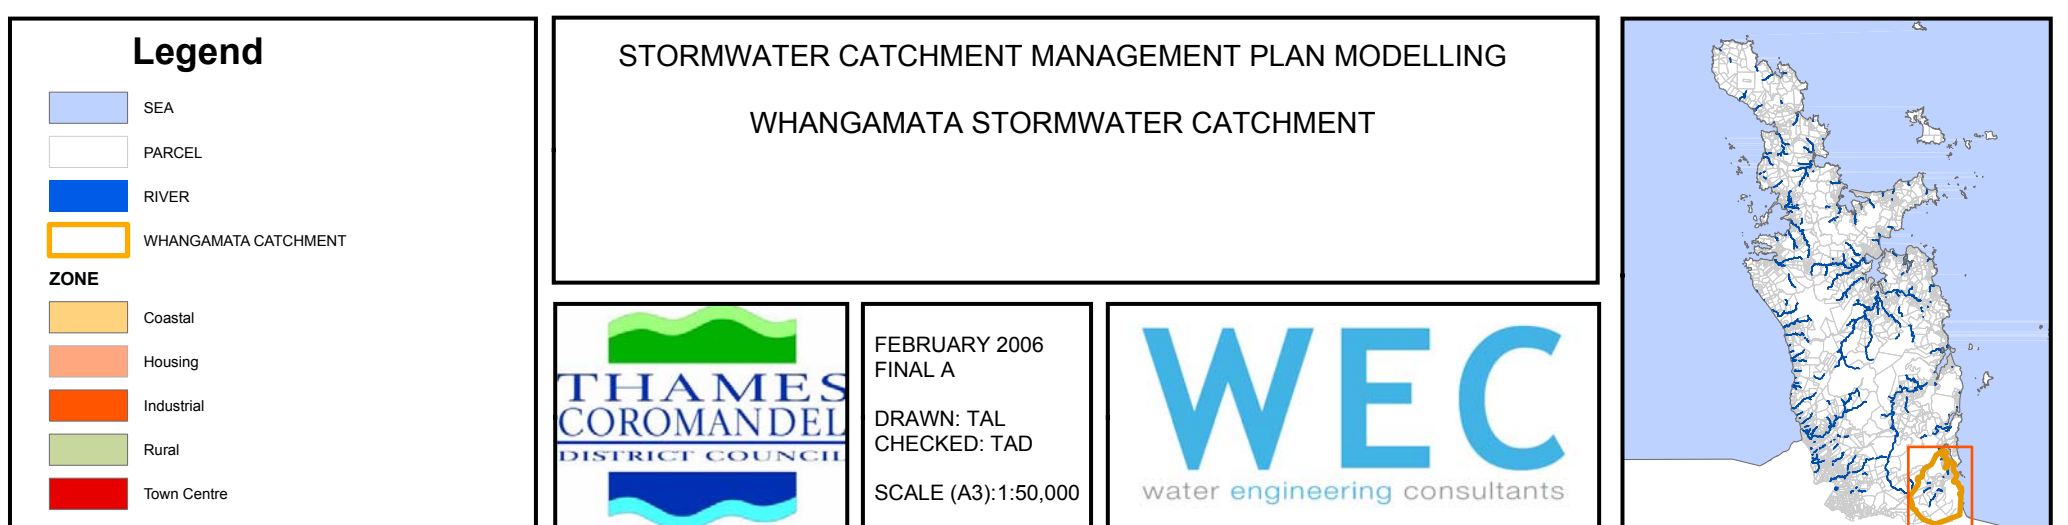 Legend
SEA
PARCEL
RIVER
WHANGAMATA CATCHMENT
ZONE
Coastal
Housing
Industrial
Rural
Town Centre
STORMWATER CATCHMENT MANAGEMENT PLAN MODELLING
WHANGAMATA STORMWATER CATCHMENT
THAMES
COROMANDEL
DISTRICT COUNCIL
FEBRUARY 2006
FINAL A
DRAWN: TAL
CHECKED: TAD
SCALE (A3):1:50,000
WEC
water engineering consultants